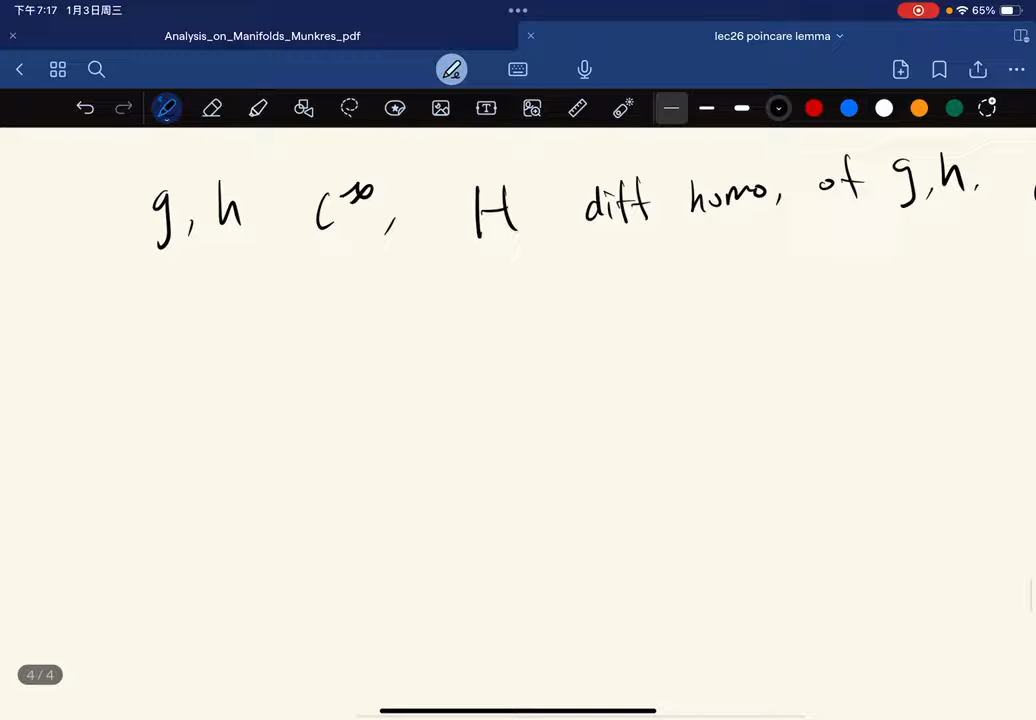 下午7:17 1月3日周三
65%
Analysis_on_Manifolds_Munkres_pdf
lec26 poincare lemma
g, h C^∞, H diff homo, of g, h.
4 / 4